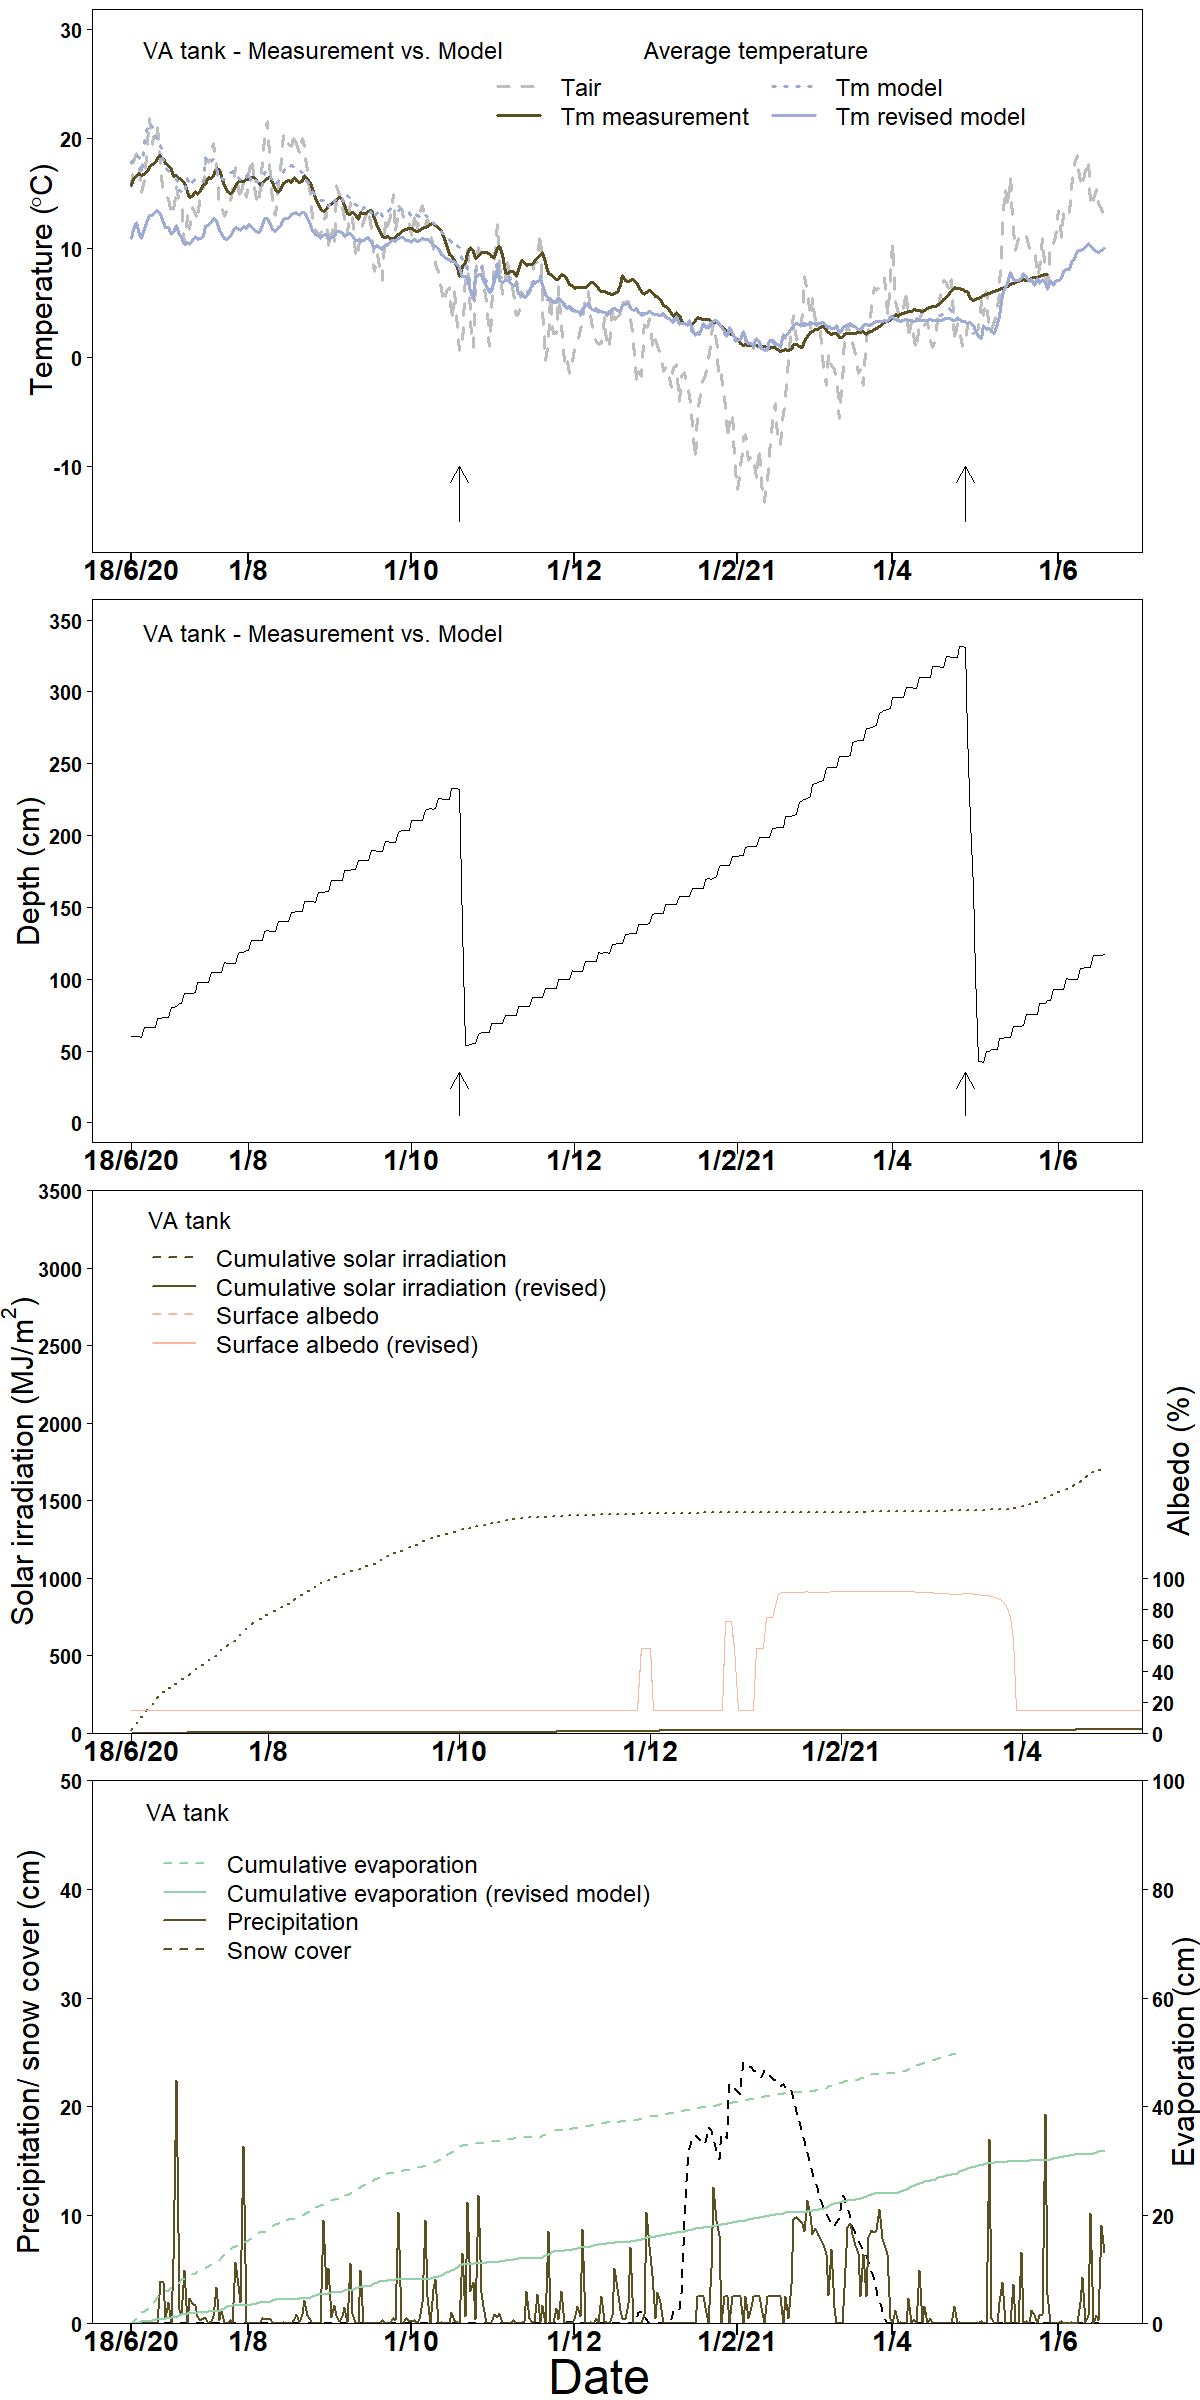 30
20
10
0
-10
Temperature (°C)
VA tank - Measurement vs. Model
Average temperature
Tair
Tm measurement
Tm model
Tm revised model
18/6/20 1/8 1/10 1/12 1/2/21 1/4 1/6
350
300
250
200
150
100
50
0
Depth (cm)
VA tank - Measurement vs. Model
18/6/20 1/8 1/10 1/12 1/2/21 1/4 1/6
3500
3000
2500
2000
1500
1000
500
0
Solar irradiation (MJ/m²)
VA tank
Cumulative solar irradiation
Cumulative solar irradiation (revised)
Surface albedo
Surface albedo (revised)
100
80
60
40
20
0
Albedo (%)
18/6/20 1/8 1/10 1/12 1/2/21 1/4
50
40
30
20
10
0
Precipitation/ snow cover (cm)
VA tank
Cumulative evaporation
Cumulative evaporation (revised model)
Precipitation
Snow cover
100
80
60
40
20
0
Evaporation (cm)
18/6/20 1/8 1/10 1/12 1/2/21 1/4 1/6
Date